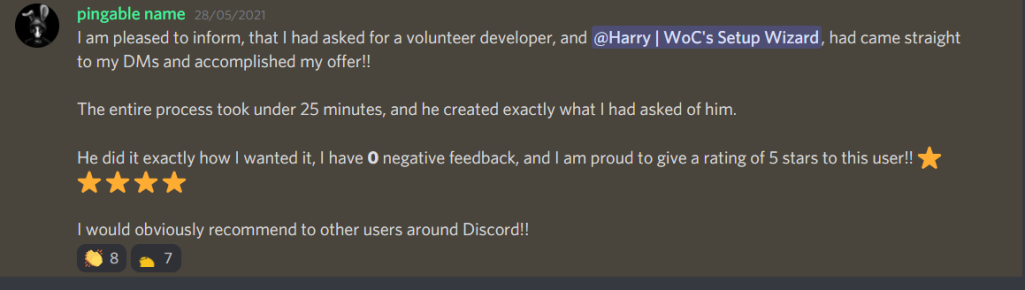 pingable name 28/05/2021
I am pleased to inform, that I had asked for a volunteer developer, and @Harry | WoC's Setup Wizard, had came straight
to my DMs and accomplished my offer!!
The entire process took under 25 minutes, and he created exactly what I had asked of him.
He did it exactly how I wanted it, I have 0 negative feedback, and I am proud to give a rating of 5 stars to this user!! ⭐
⭐⭐⭐⭐
I would obviously recommend to other users around Discord!!
👏 8 🌮 7